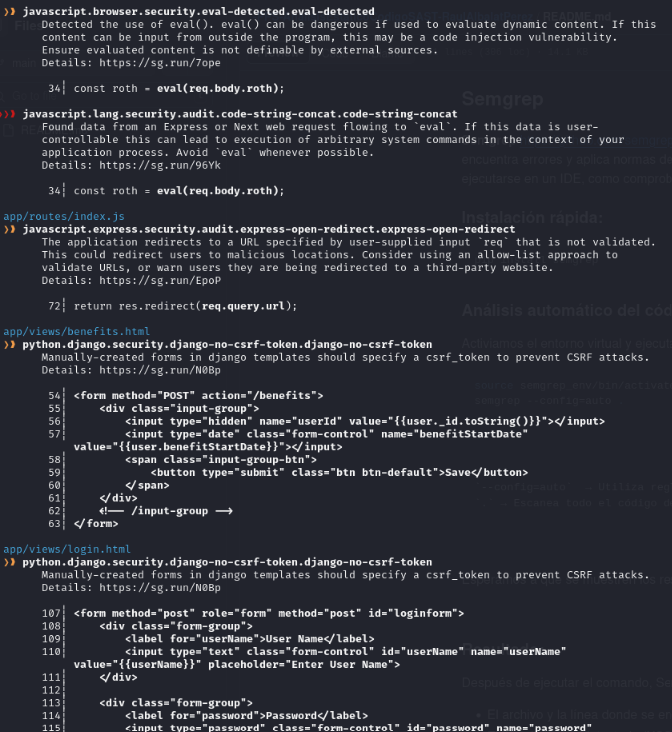 ❯❱ javascript.browser.security.eval-detected.eval-detected
Detected the use of eval(). eval() can be dangerous if used to evaluate dynamic content. If this
content can be input from outside the program, this may be a code injection vulnerability.
Ensure evaluated content is not definable by external sources.
Details: https://sg.run/7ope
34┆ const roth = eval(req.body.roth);
❯❯❱ javascript.lang.security.audit.code-string-concat.code-string-concat
Found data from an Express or Next web request flowing to `eval`. If this data is user-
controllable this can lead to execution of arbitrary system commands in the context of your
application process. Avoid `eval` whenever possible.
Details: https://sg.run/96Yk
34┆ const roth = eval(req.body.roth);
app/routes/index.js
❯❱ javascript.express.security.audit.express-open-redirect.express-open-redirect
The application redirects to a URL specified by user-supplied input `req` that is not validated.
This could redirect users to malicious locations. Consider using an allow-list approach to
validate URLs, or warn users they are being redirected to a third-party website.
Details: https://sg.run/EpoP
72┆ return res.redirect(req.query.url);
app/views/benefits.html
❯❱ python.django.security.django-no-csrf-token.django-no-csrf-token
Manually-created forms in django templates should specify a csrf_token to prevent CSRF attacks.
Details: https://sg.run/N0Bp
54┆ <form method="POST" action="/benefits">
55┆ <div class="input-group">
56┆ <input type="hidden" name="userId" value="{{user._id.toString()}}"></input>
57┆ <input type="date" class="form-control" name="benefitStartDate"
value="{{user.benefitStartDate}}"></input>
58┆ <span class="input-group-btn">
59┆ <button type="submit" class="btn btn-default">Save</button>
60┆ </span>
61┆ </div>
62┆ <!-- /input-group -->
63┆ </form>
app/views/login.html
❯❱ python.django.security.django-no-csrf-token.django-no-csrf-token
Manually-created forms in django templates should specify a csrf_token to prevent CSRF attacks.
Details: https://sg.run/N0Bp
107┆ <form method="post" role="form" method="post" id="loginform">
108┆ <div class="form-group">
109┆ <label for="userName">User Name</label>
110┆ <input type="text" class="form-control" id="userName" name="userName"
value="{{userName}}" placeholder="Enter User Name">
111┆ </div>
112┆
113┆ <div class="form-group">
114┆ <label for="password">Password</label>
115┆ <input type="password" class="form-control" id="password" name="password"
Semgrep
Instalación rápida: